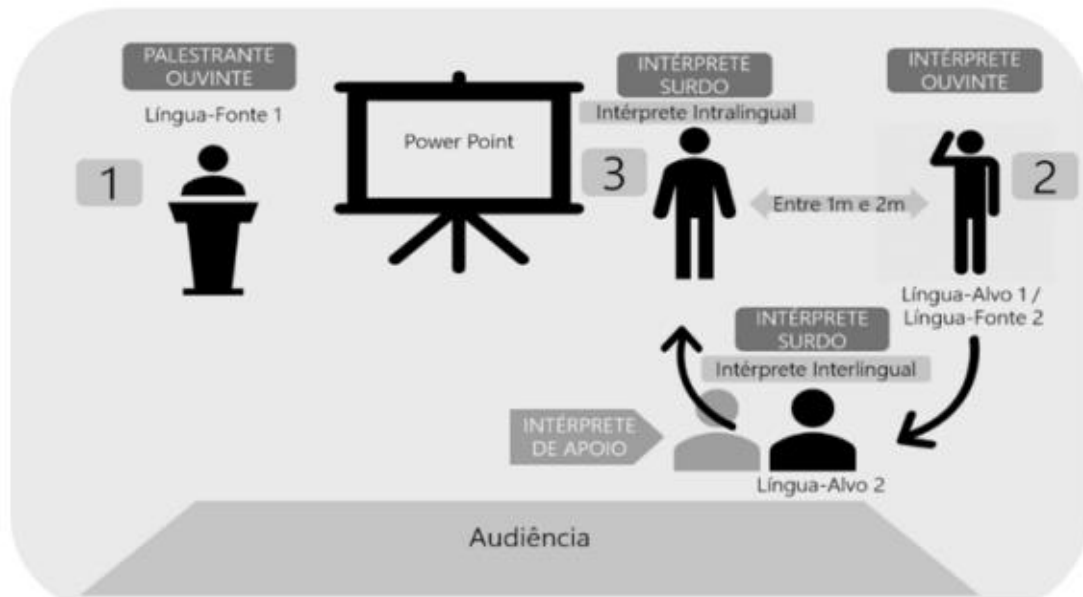 PALESTRANTE
OUVINTE
Língua-Fonte 1
1
Power Point
INTÉRPRETE
SURDO
Intérprete Intralingual
3
Entre 1m e 2m
INTÉRPRETE
OUVINTE
2
Língua-Alvo 1 /
Língua-Fonte 2
INTÉRPRETE
SURDO
Intérprete Interlingual
INTÉRPRETE
DE APOIO
Língua-Alvo 2
Audiência